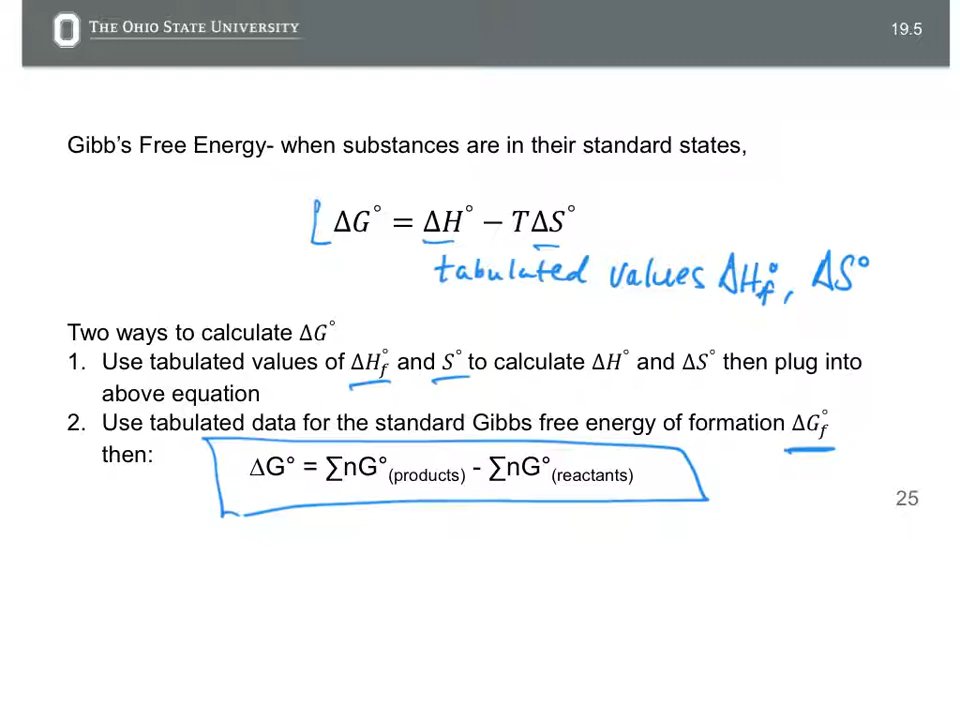 THE OHIO STATE UNIVERSITY
19.5
Gibb's Free Energy- when substances are in their standard states,
ΔG° = ΔH° − TΔS°
tabulated values ΔH°f, ΔS°
Two ways to calculate ΔG°
1. Use tabulated values of ΔH°f and S° to calculate ΔH° and ΔS° then plug into
above equation
2. Use tabulated data for the standard Gibbs free energy of formation ΔG°f
then:
ΔG° = ∑nG°(products) - ∑nG°(reactants)
25